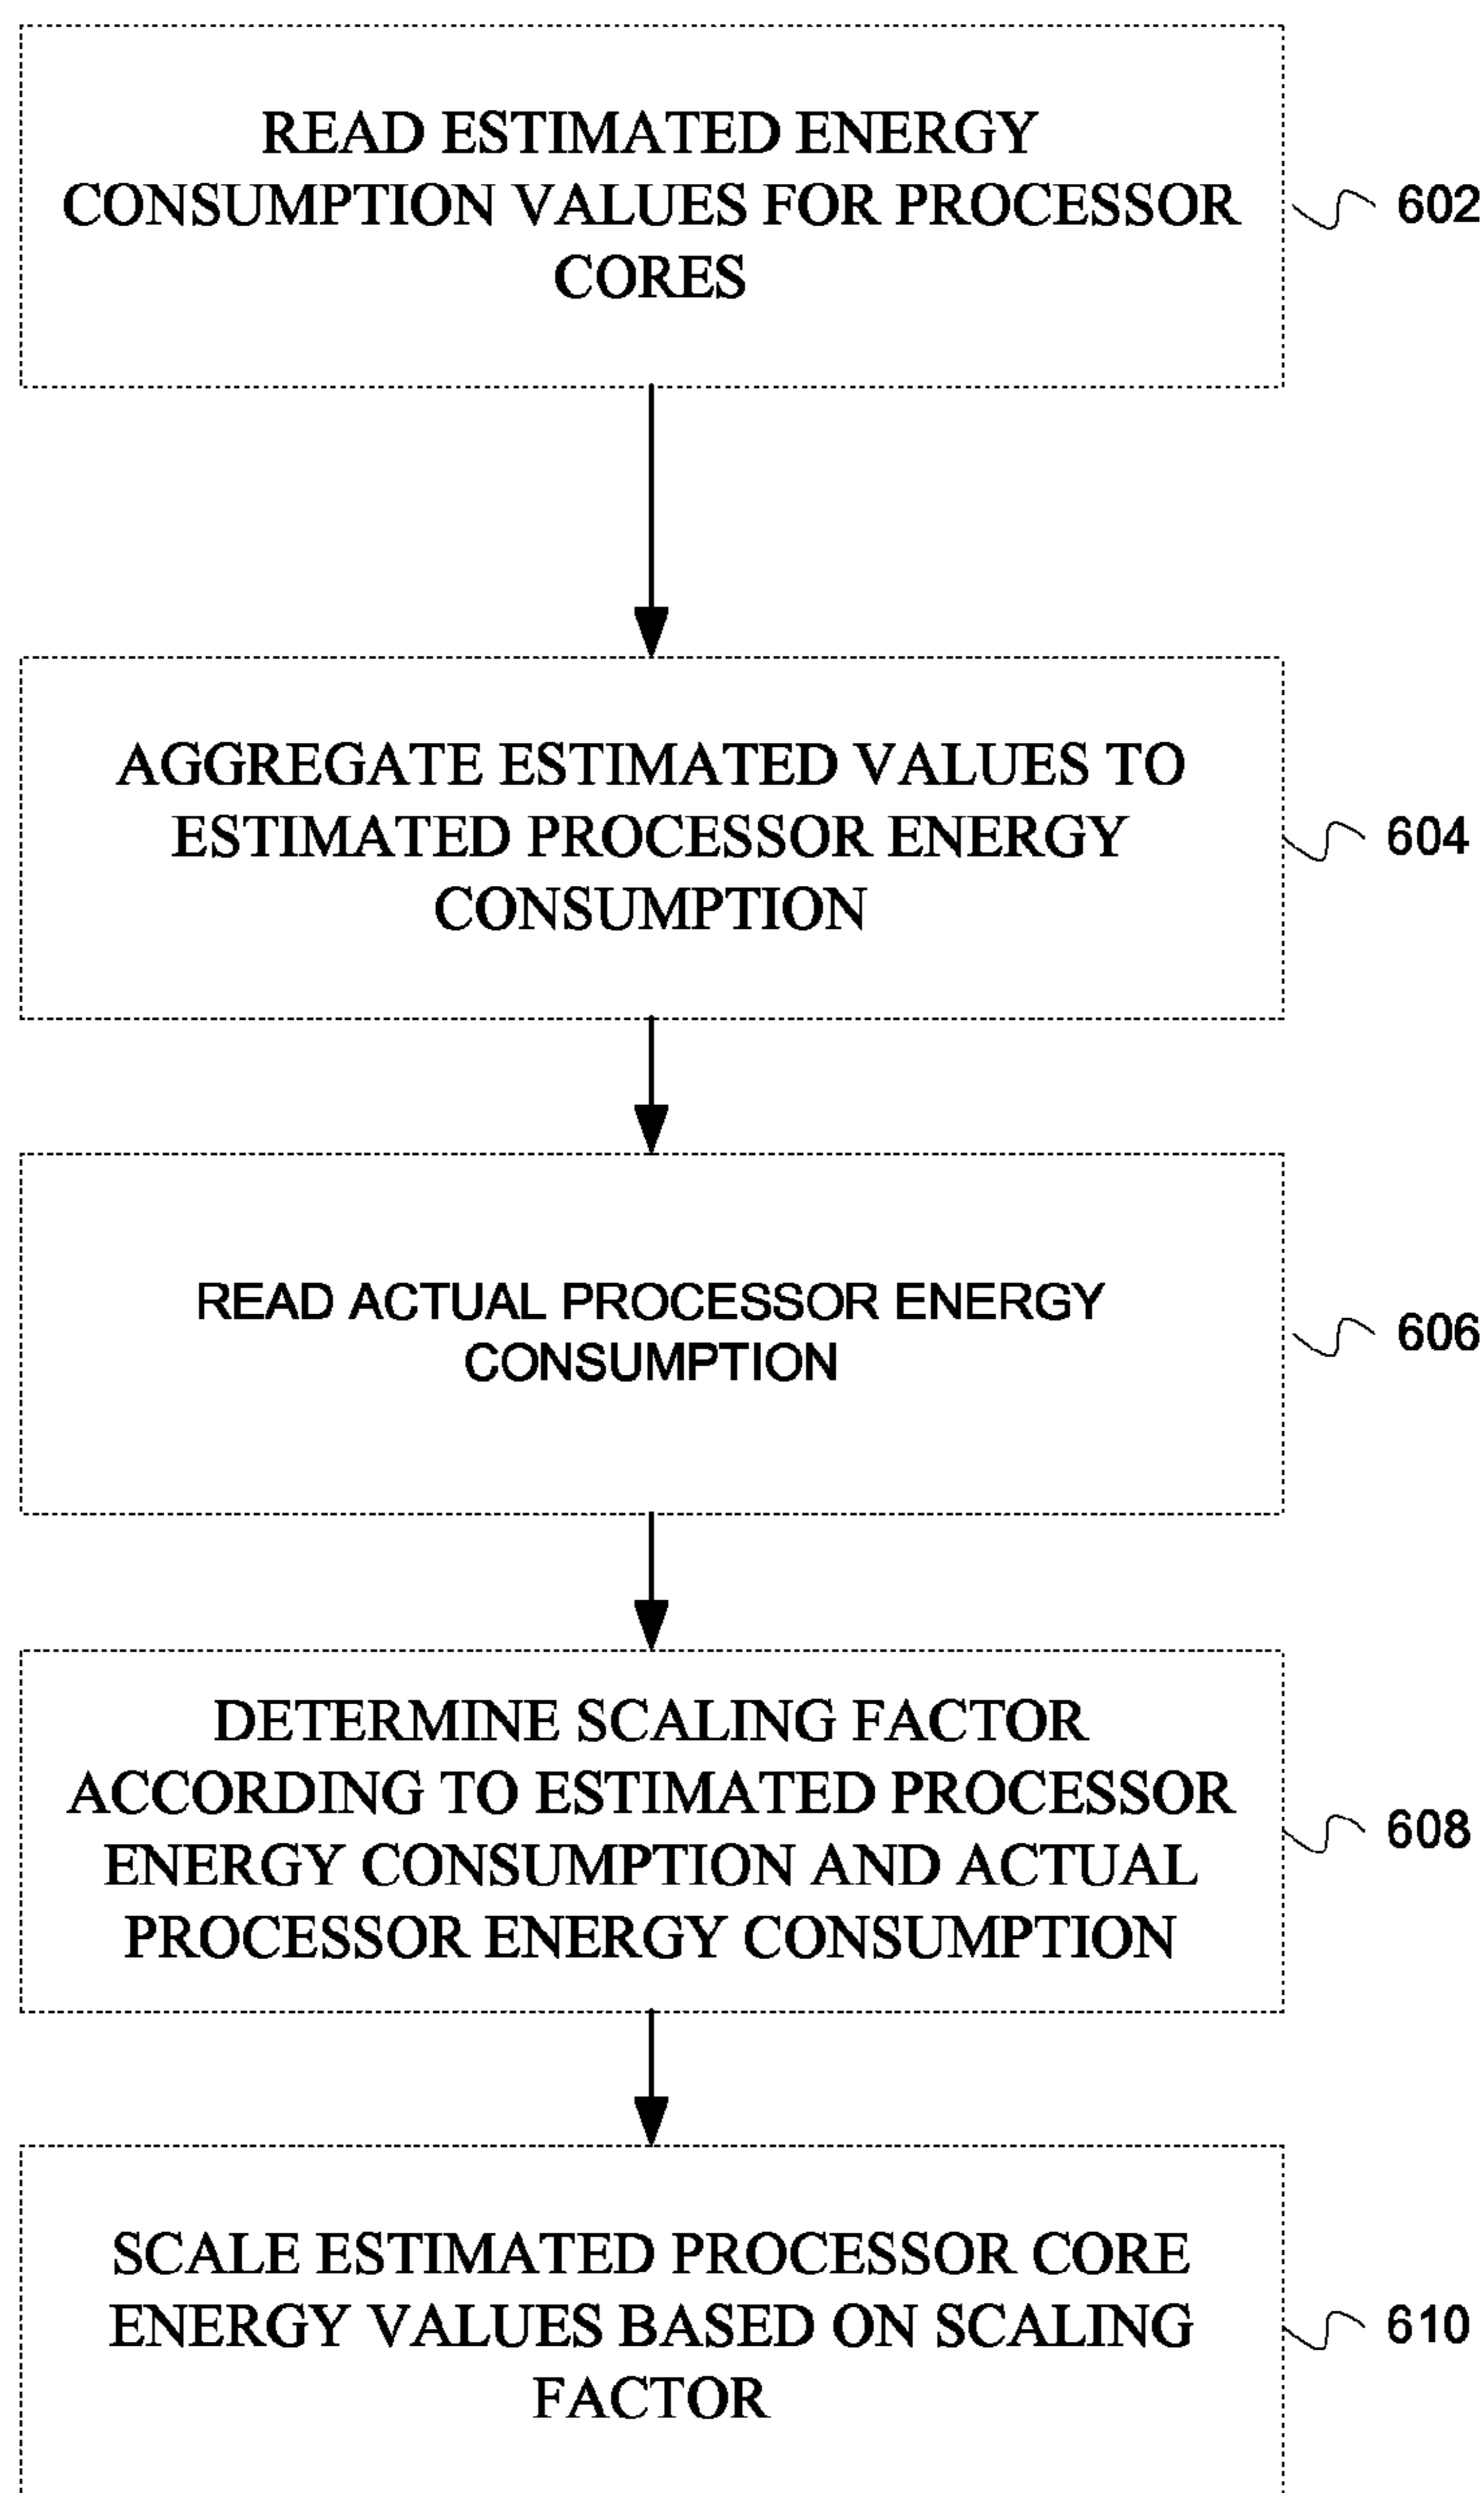 READ ESTIMATED ENERGY
CONSUMPTION VALUES FOR PROCESSOR
CORES
602
AGGREGATE ESTIMATED VALUES TO
ESTIMATED PROCESSOR ENERGY
CONSUMPTION
604
READ ACTUAL PROCESSOR ENERGY
CONSUMPTION
606
DETERMINE SCALING FACTOR
ACCORDING TO ESTIMATED PROCESSOR
ENERGY CONSUMPTION AND ACTUAL
PROCESSOR ENERGY CONSUMPTION
608
SCALE ESTIMATED PROCESSOR CORE
ENERGY VALUES BASED ON SCALING
FACTOR
610